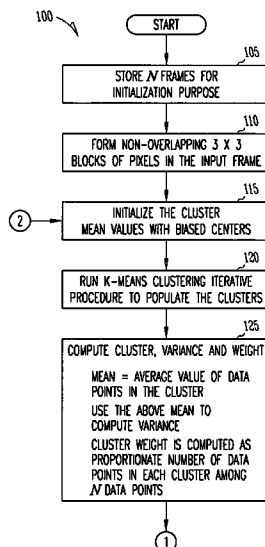 100
START
105
STORE N FRAMES FOR
INITIALIZATION PURPOSE
110
FORM NON-OVERLAPPING 3 X 3
BLOCKS OF PIXELS IN THE INPUT FRAME
115
2
INITIALIZE THE CLUSTER
MEAN VALUES WITH BIASED CENTERS
120
RUN K-MEANS CLUSTERING ITERATIVE
PROCEDURE TO POPULATE THE CLUSTERS
125
COMPUTE CLUSTER, VARIANCE AND WEIGHT
MEAN = AVERAGE VALUE OF DATA
POINTS IN THE CLUSTER
USE THE ABOVE MEAN TO
COMPUTE VARIANCE
CLUSTER WEIGHT IS COMPUTED AS
PROPORTIONATE NUMBER OF DATA
POINTS IN EACH CLUSTER AMONG
N DATA POINTS
1